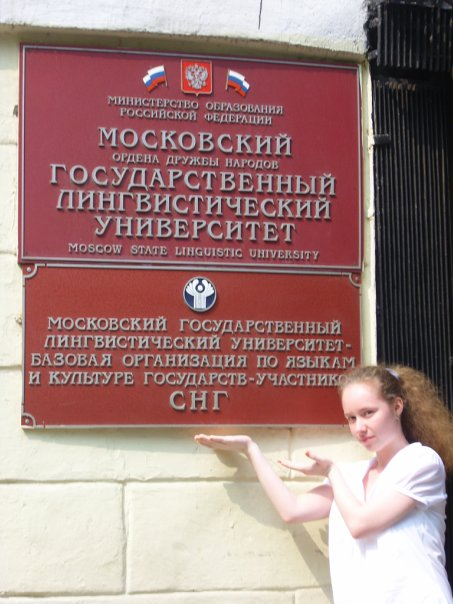 МИНИСТЕРСТВО ОБРАЗОВАНИЯ
РОССИЙСКОЙ ФЕДЕРАЦИИ
МОСКОВСКИЙ
ОРДЕНА ДРУЖБЫ НАРОДОВ
ГОСУДАРСТВЕННЫЙ
ЛИНГВИСТИЧЕСКИЙ
УНИВЕРСИТЕТ
MOSCOW STATE LINGUISTIC UNIVERSITY
МОСКОВСКИЙ ГОСУДАРСТВЕННЫЙ
ЛИНГВИСТИЧЕСКИЙ УНИВЕРСИТЕТ-
БАЗОВАЯ ОРГАНИЗАЦИЯ ПО ЯЗЫКАМ
И КУЛЬТУРЕ ГОСУДАРСТВ-УЧАСТНИКОВ
СНГ